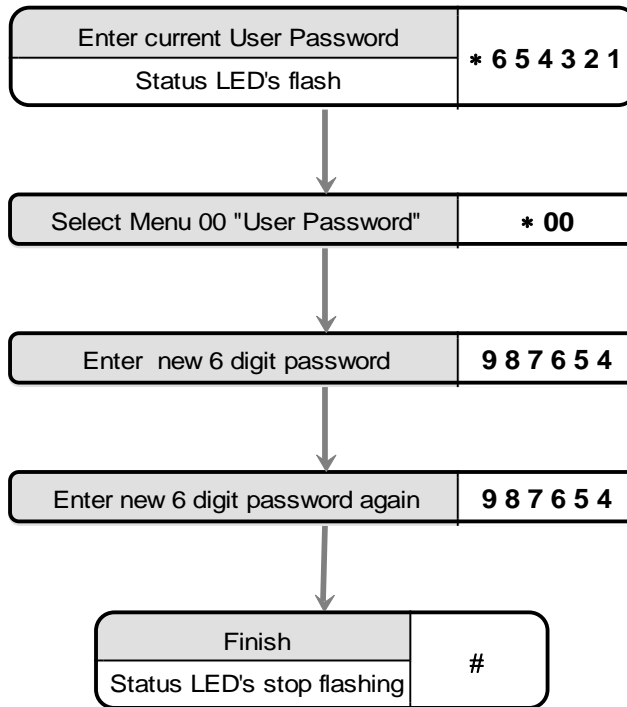 Enter current User Password
* 6 5 4 3 2 1
Status LED's flash
Select Menu 00 "User Password"
* 00
Enter new 6 digit password
9 8 7 6 5 4
Enter new 6 digit password again
9 8 7 6 5 4
Finish
#
Status LED's stop flashing